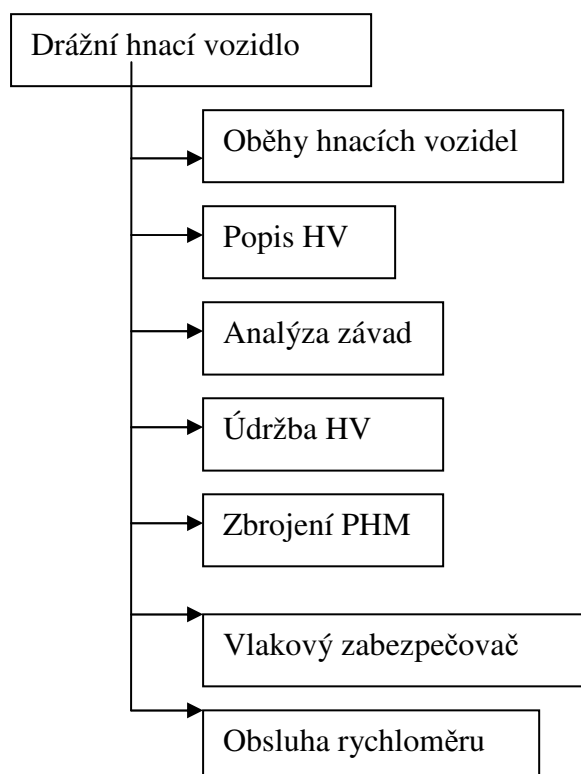 Drážní hnací vozidlo
Oběhy hnacích vozidel
Popis HV
Analýza závad
Údržba HV
Zbrojení PHM
Vlakový zabezpečovač
Obsluha rychloměru